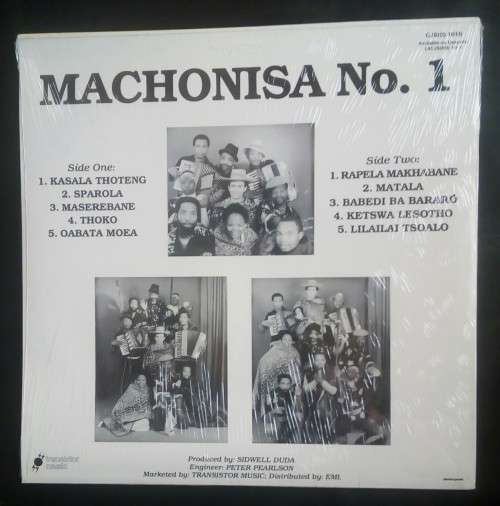 MACHONISA No. 1
Side One:
1. KASALA THOTENG
2. SPAROLA
3. MASEREBANE
4. THOKO
5. OABATA MOEA
Side Two:
1. RAPELA MAKHABANE
2. MATALA
3. BABEDI BA BARARO
4. KETSWA LESOTHO
5. LILAILAI TSOALO
transistor
music
Produced by: SIDWELL DUDA
Engineer: PETER PEARLSON
Marketed by: TRANSISTOR MUSIC; Distributed by: EMI.